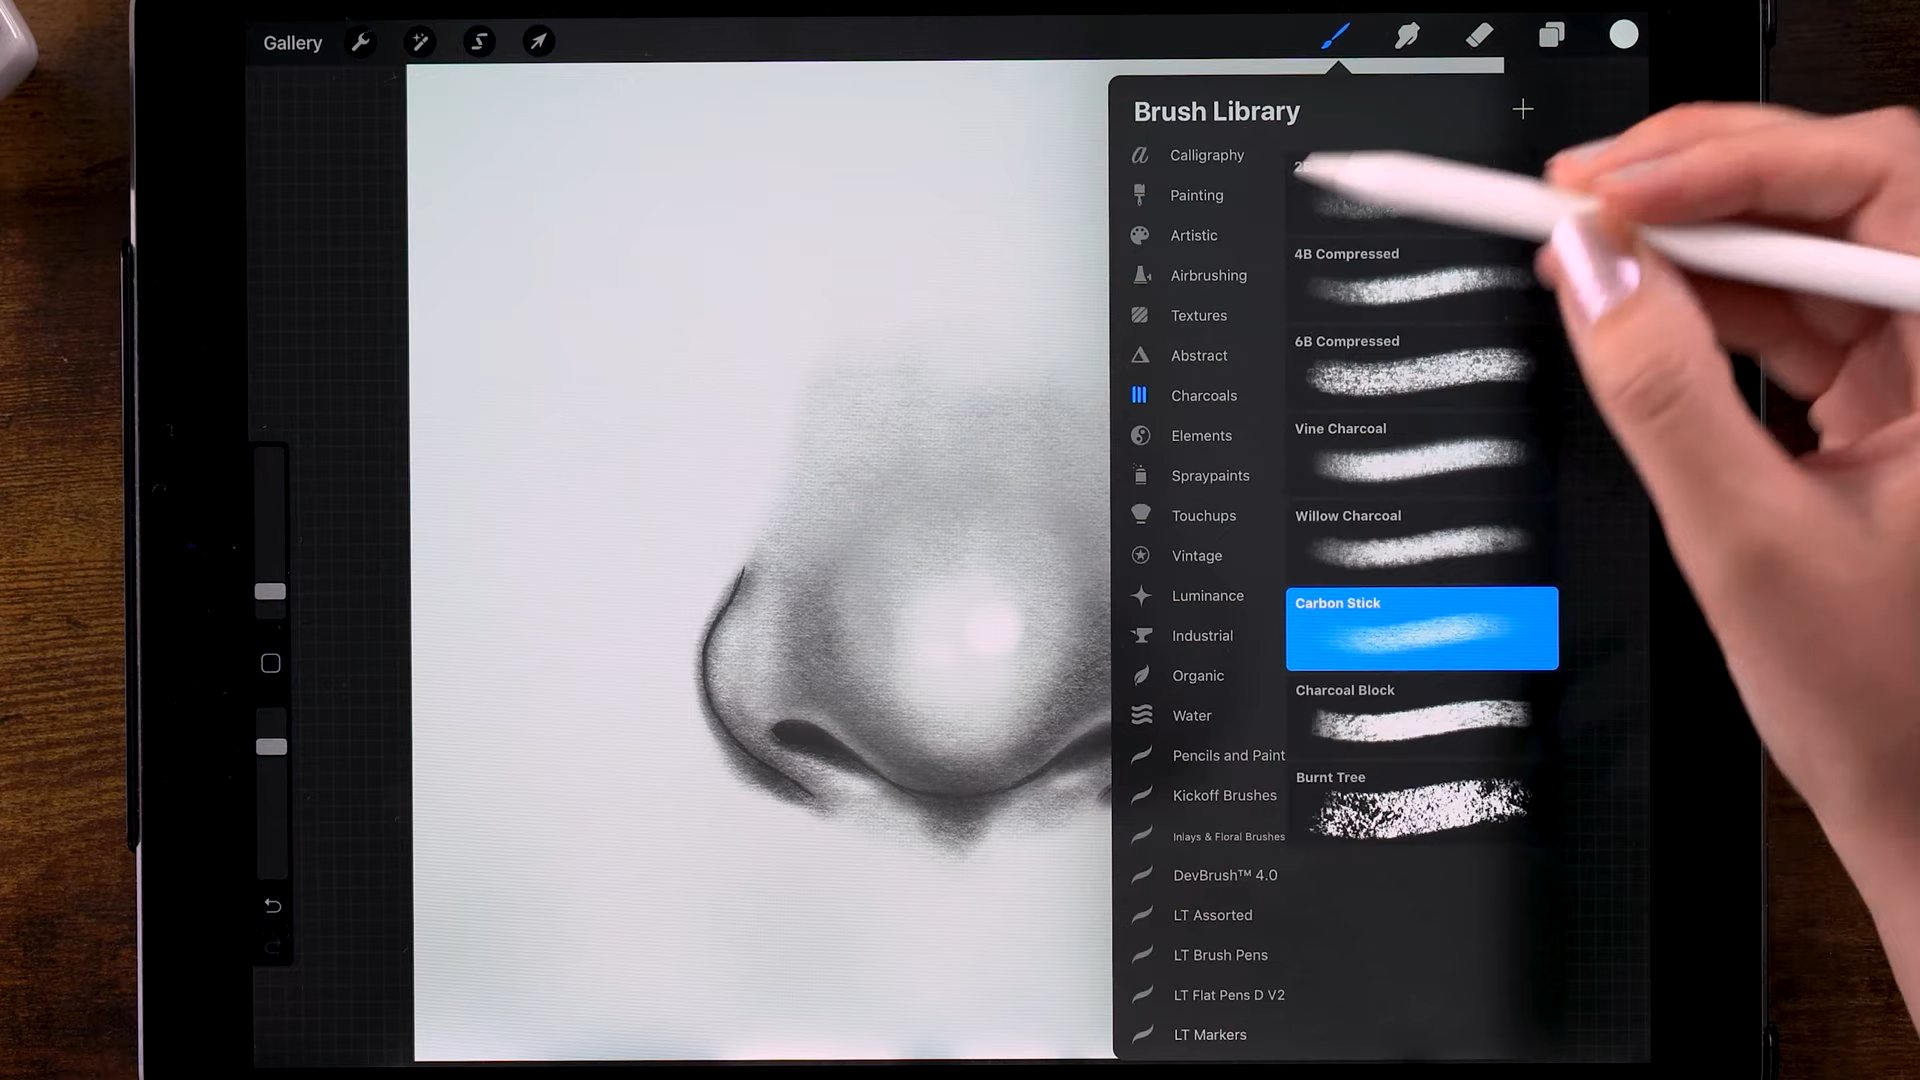 Gallery
Brush Library
Calligraphy
Painting
Artistic
Airbrushing
Textures
Abstract
Charcoals
Elements
Spraypaints
Touchups
Vintage
Luminance
Industrial
Organic
Water
Pencils and Paint
Kickoff Brushes
Inlays & Floral Brushes
DevBrush™ 4.0
LT Assorted
LT Brush Pens
LT Flat Pens D V2
LT Markers
4B Compressed
6B Compressed
Vine Charcoal
Willow Charcoal
Carbon Stick
Charcoal Block
Burnt Tree